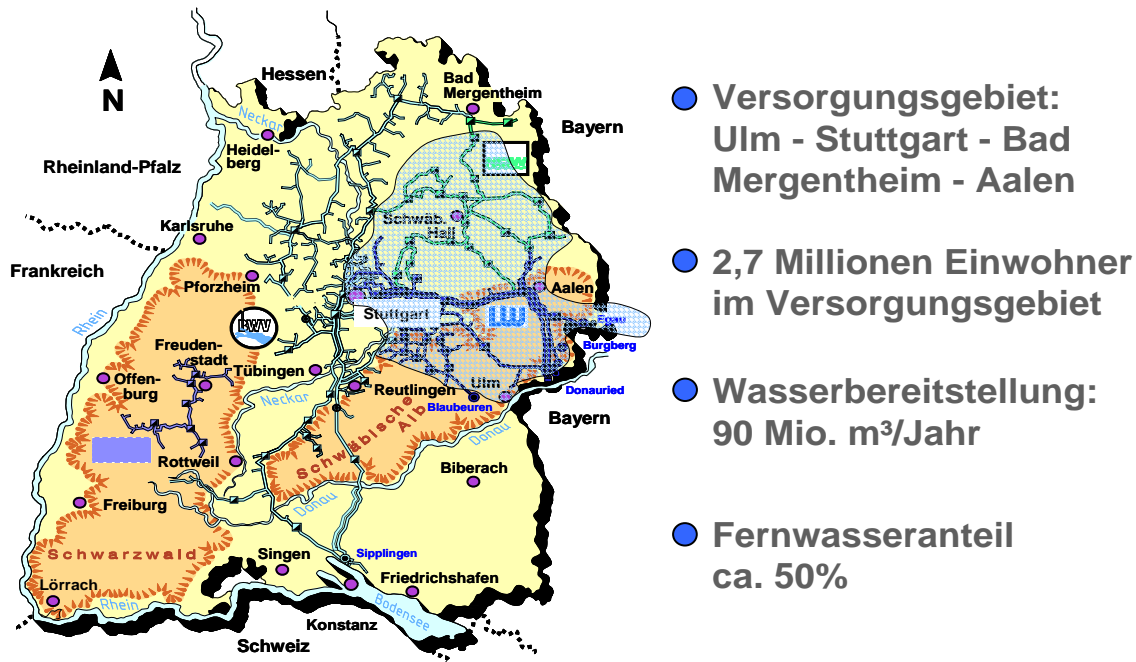 N
Hessen
Bad
Mergentheim
Bayern
Neckar
Heidel-
berg
Rheinland-Pfalz
Schwäb.
Hall
Karlsruhe
Frankreich
Pforzheim
Aalen
Rhein
BWV
Stuttgart
LW
Egau
Burgberg
Freuden-
stadt
Tübingen
Offen-
burg
Reutlingen
Ulm
Donauried
Neckar
Blaubeuren
Bayern
Schwäbische
Alb
Donau
Rottweil
Biberach
Freiburg
Donau
Schwarzwald
Singen
Sipplingen
Lörrach
Friedrichshafen
Rhein
Konstanz
Bodensee
Schweiz
Versorgungsgebiet:
Ulm - Stuttgart - Bad
Mergentheim - Aalen
2,7 Millionen Einwohner
im Versorgungsgebiet
Wasserbereitstellung:
90 Mio. m³/Jahr
Fernwasseranteil
ca. 50%